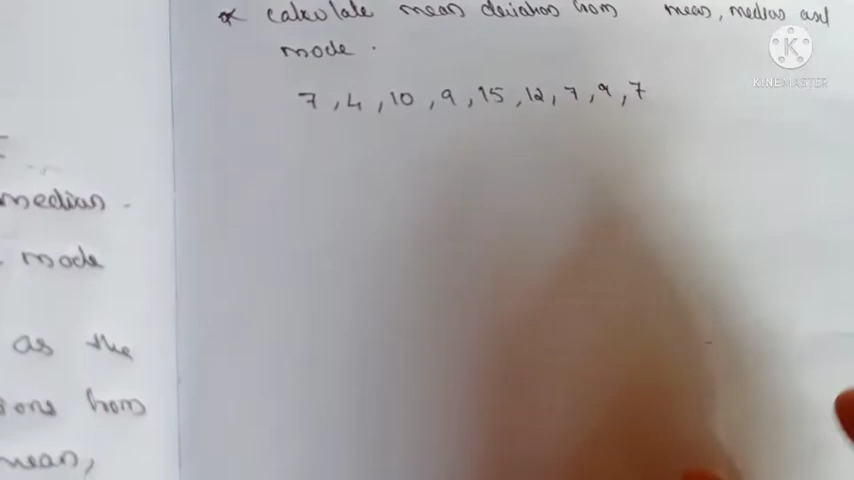 * calculate mean deviation from mean, median and
mode.
7, 4, 10, 9, 15, 12, 7, 9, 7
median.
mode
as the
ions from
mean,
KINEMASTER